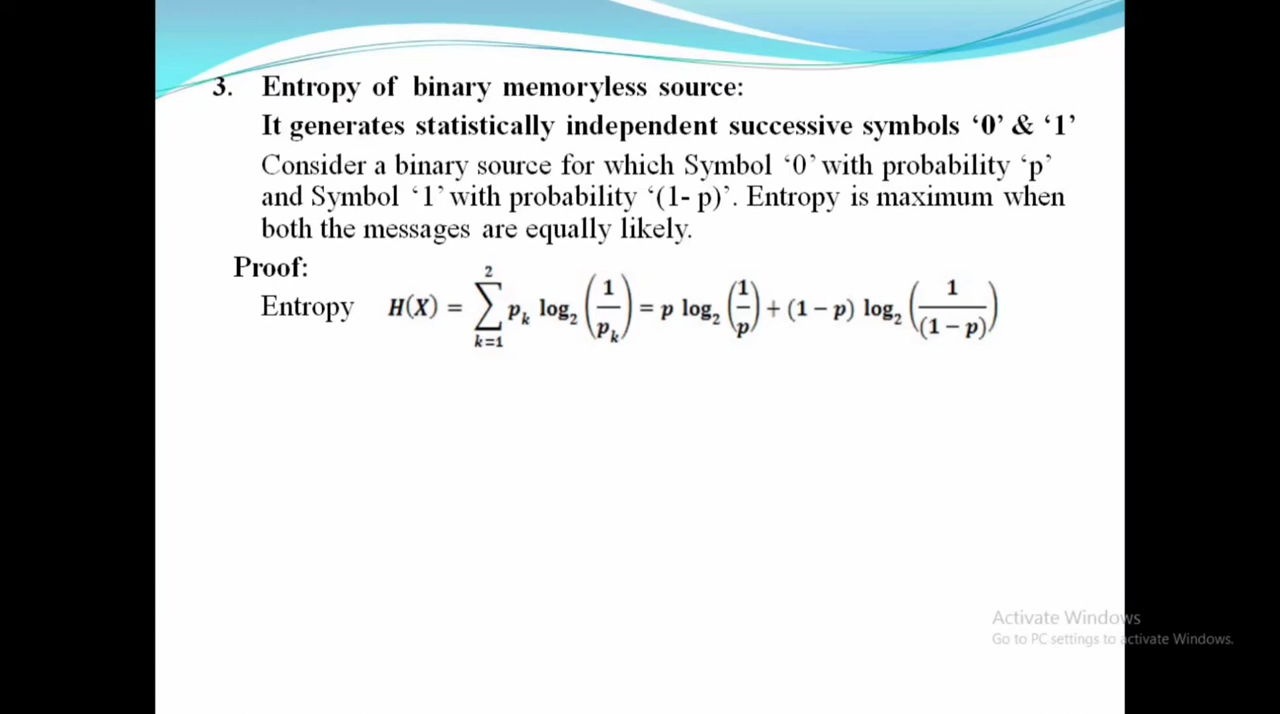 3. Entropy of binary memoryless source:
It generates statistically independent successive symbols ‘0’ & ‘1’
Consider a binary source for which Symbol ‘0’ with probability ‘p’
and Symbol ‘1’ with probability ‘(1- p)’. Entropy is maximum when
both the messages are equally likely.
Proof:
Entropy H(X) = ∑_{k=1}^{2} p_k log₂ (1/p_k) = p log₂ (1/p) + (1 − p) log₂ (1/(1 − p))
Activate Windows
Go to PC settings to activate Windows.